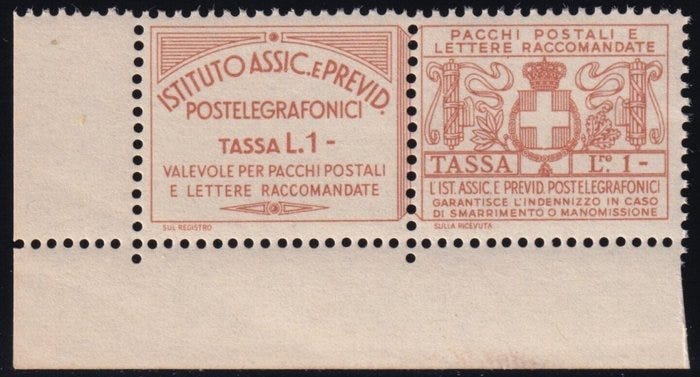 ISTITUTO ASSIC. E PREVID.
POSTELEGRAFONICI
TASSA L. 1 -
VALEVOLE PER PACCHI POSTALI
E LETTERE RACCOMANDATE
SUL REGISTRO
PACCHI POSTALI E
LETTERE RACCOMANDATE
TASSA Lre 1 -
L'IST. ASSIC. E PREVID. POSTELEGRAFONICI
GARANTISCE L'INDENNIZZO IN CASO
DI SMARRIMENTO O MANOMISSIONE
SULLA RICEVUTA